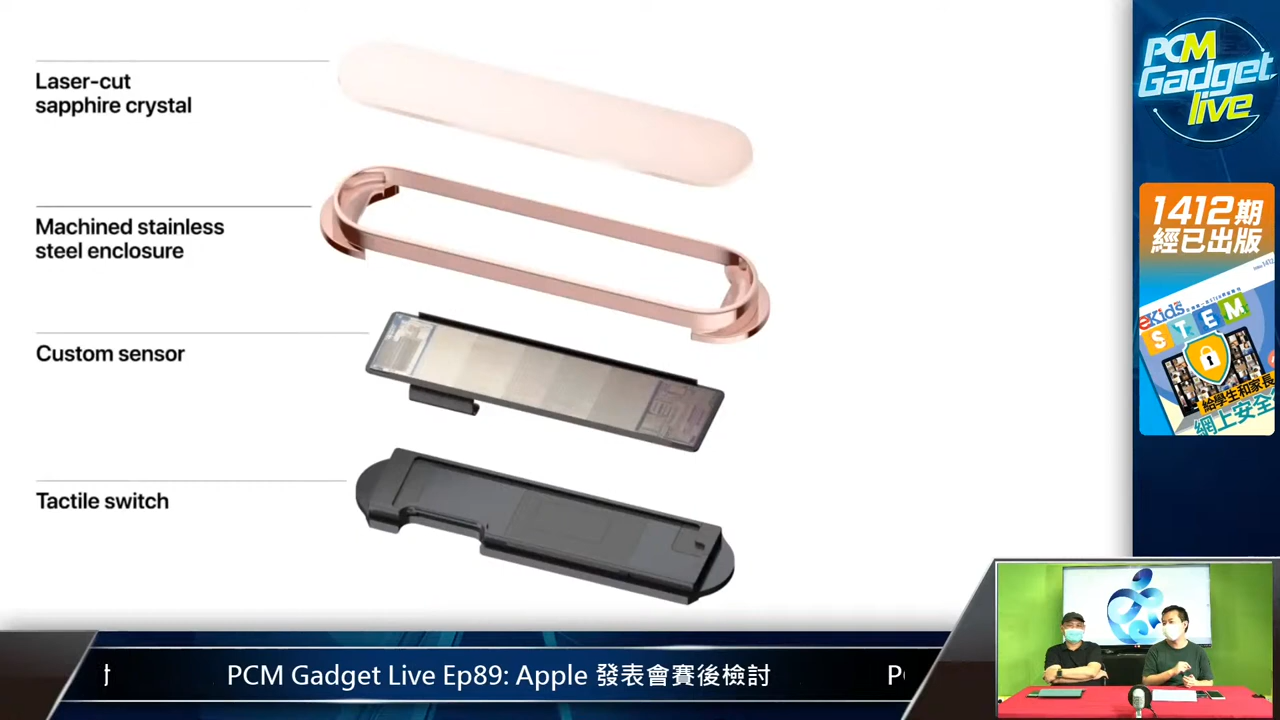 Laser-cut
sapphire crystal
Machined stainless
steel enclosure
Custom sensor
Tactile switch
PCM
Gadget
live
1412期
經已出版
eKids
STEM
給學生和家長
網上安全
PCM Gadget Live Ep89: Apple 發表會賽後檢討